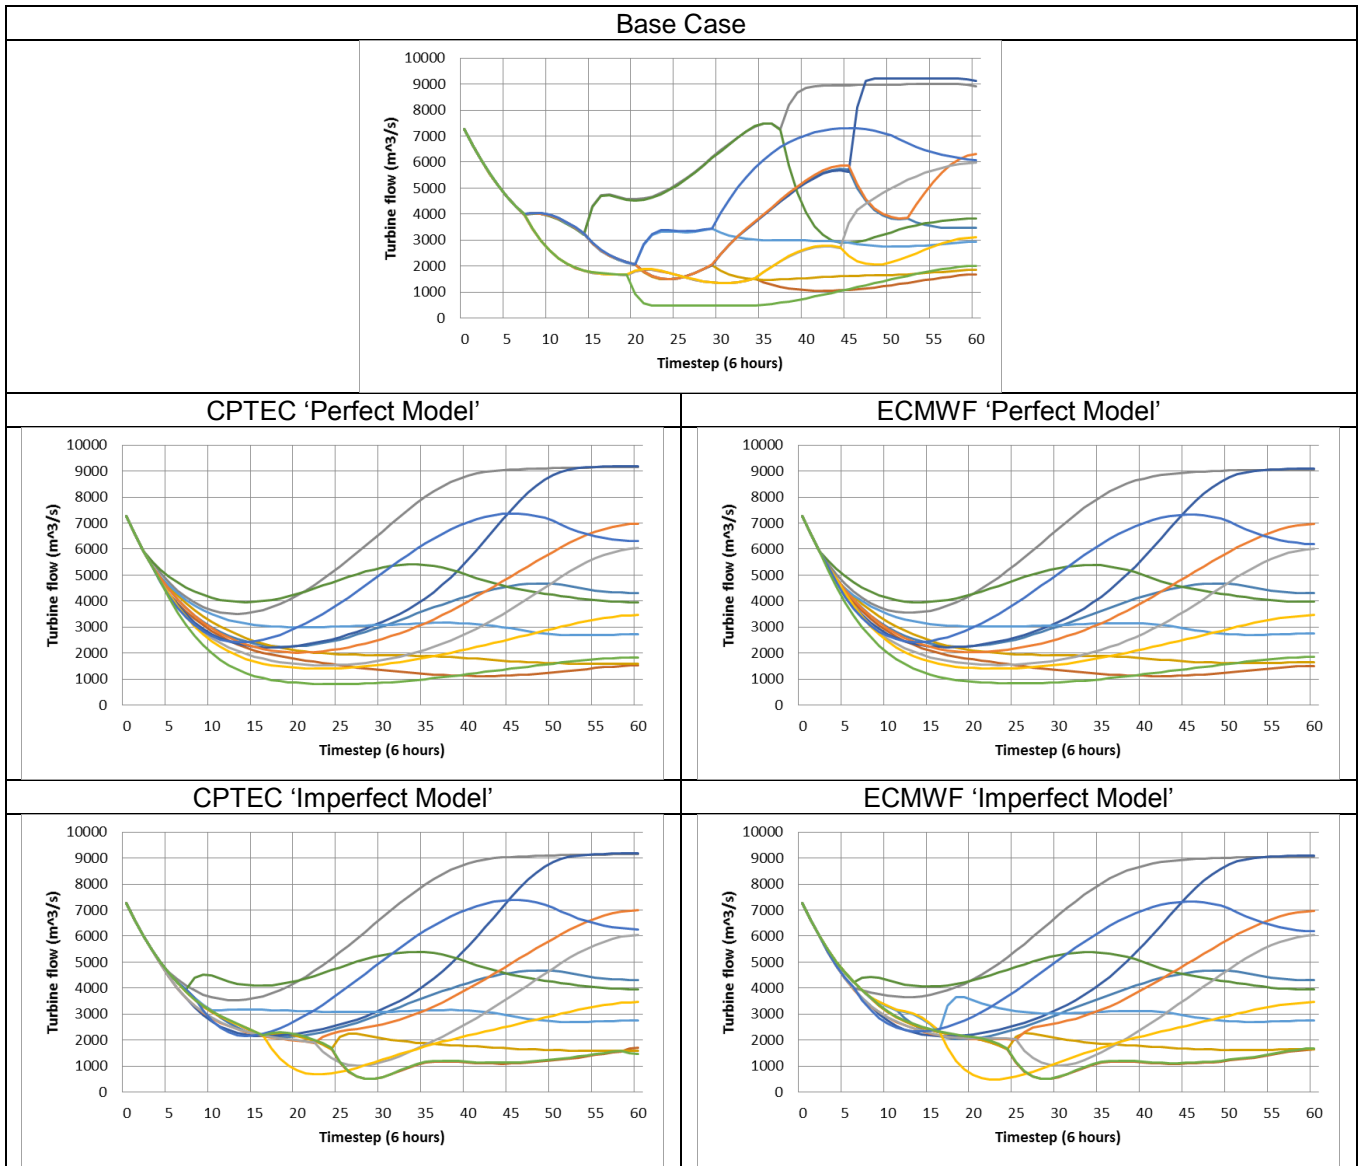 Base Case
10000
9000
8000
7000
6000
5000
4000
3000
2000
1000
0
Turbine flow (m^3/s)
0 5 10 15 20 25 30 35 40 45 50 55 60
Timestep (6 hours)
CPTEC ‘Perfect Model’
10000
9000
8000
7000
6000
5000
4000
3000
2000
1000
0
Turbine flow (m^3/s)
0 5 10 15 20 25 30 35 40 45 50 55 60
Timestep (6 hours)
ECMWF ‘Perfect Model’
10000
9000
8000
7000
6000
5000
4000
3000
2000
1000
0
Turbine flow (m^3/s)
0 5 10 15 20 25 30 35 40 45 50 55 60
Timestep (6 hours)
CPTEC ‘Imperfect Model’
10000
9000
8000
7000
6000
5000
4000
3000
2000
1000
0
Turbine flow (m^3/s)
0 5 10 15 20 25 30 35 40 45 50 55 60
Timestep (6 hours)
ECMWF ‘Imperfect Model’
10000
9000
8000
7000
6000
5000
4000
3000
2000
1000
0
Turbine flow (m^3/s)
0 5 10 15 20 25 30 35 40 45 50 55 60
Timestep (6 hours)